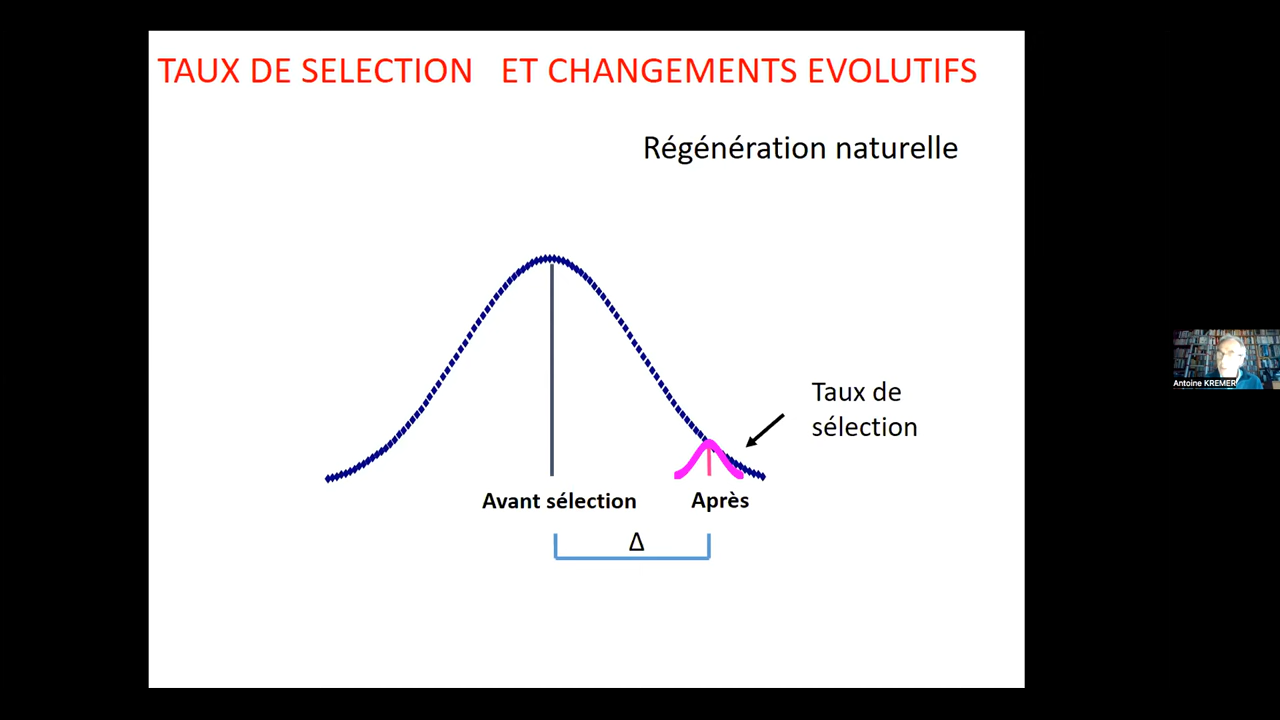 TAUX DE SELECTION ET CHANGEMENTS EVOLUTIFS
Régénération naturelle
Taux de
sélection
Avant sélection
Après
Δ
Antoine KREMER